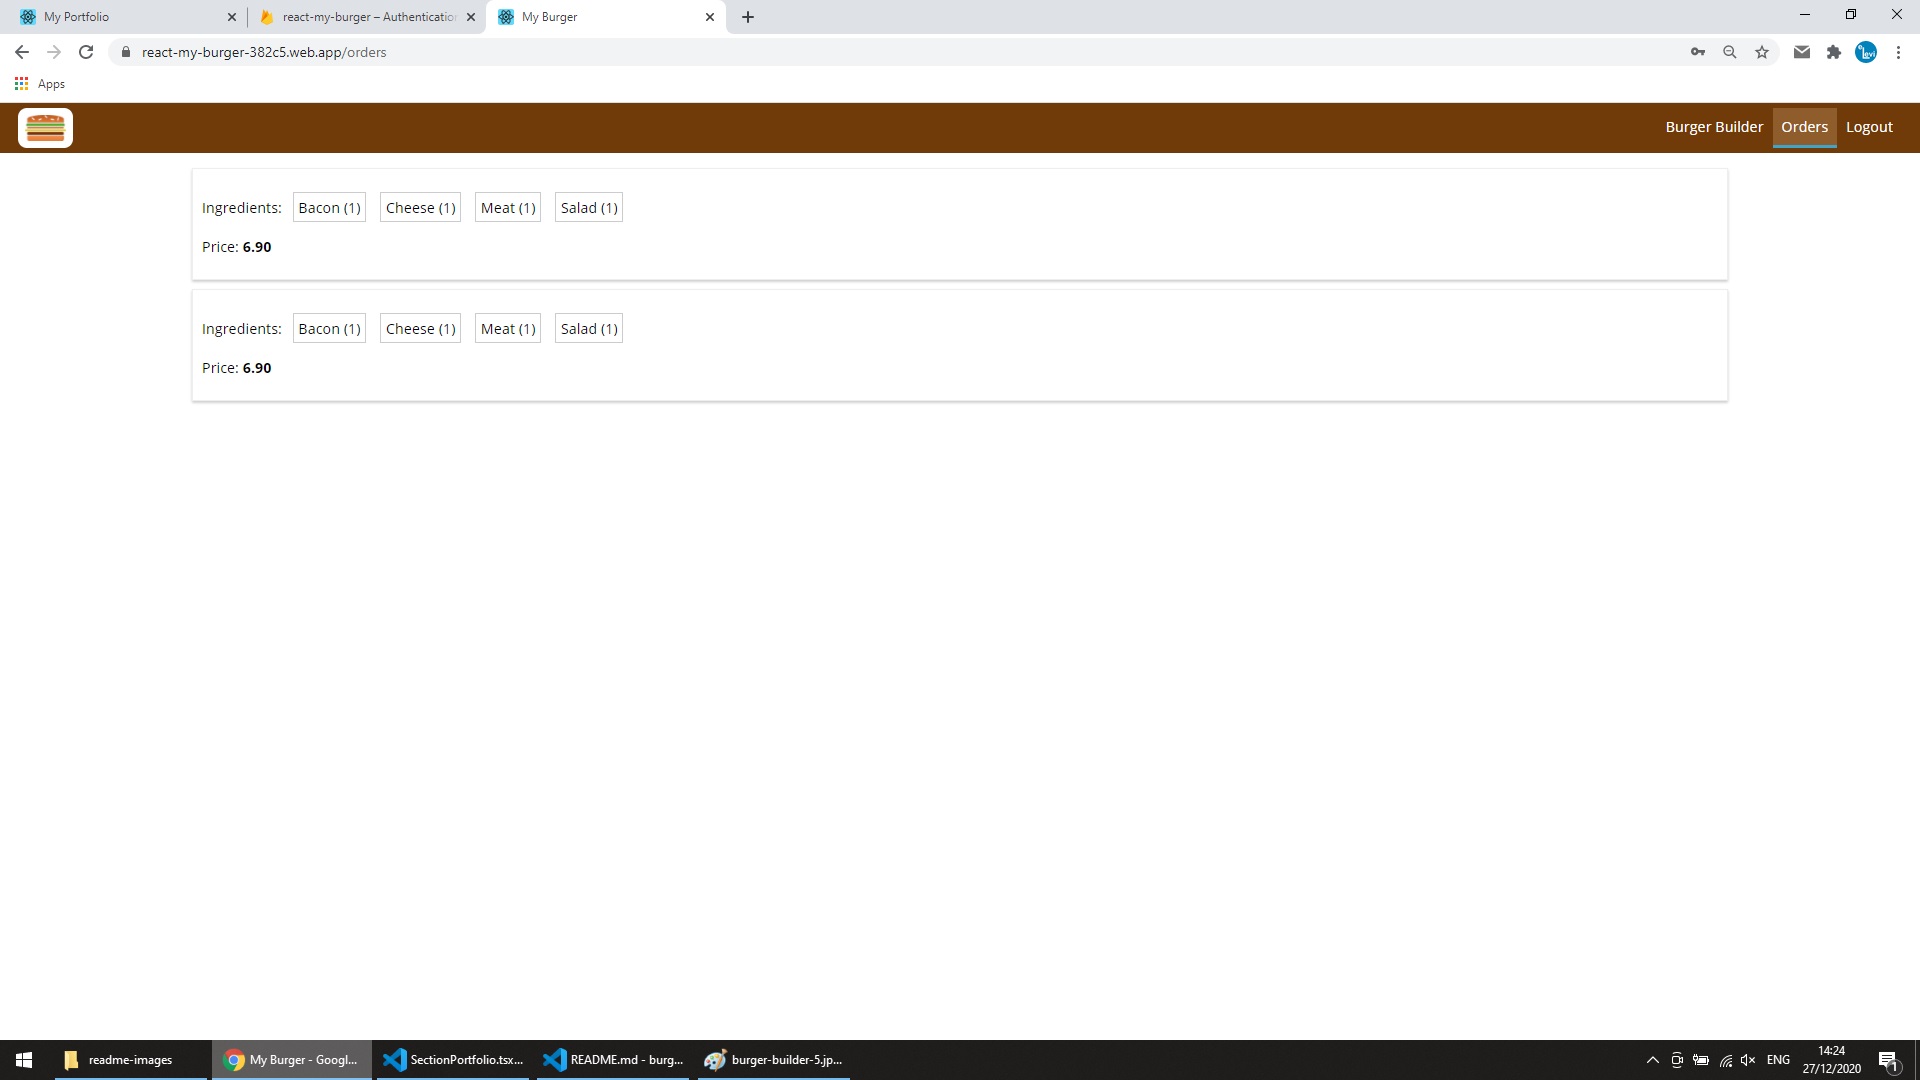 My Portfolio
react-my-burger – Authentication
My Burger
react-my-burger-382c5.web.app/orders
Apps
Burger Builder Orders Logout
Ingredients: Bacon (1) Cheese (1) Meat (1) Salad (1)
Price: 6.90
Ingredients: Bacon (1) Cheese (1) Meat (1) Salad (1)
Price: 6.90
readme-images
My Burger - Googl...
SectionPortfolio.tsx...
README.md - burg...
burger-builder-5.jp...
ENG
14:24
27/12/2020
1